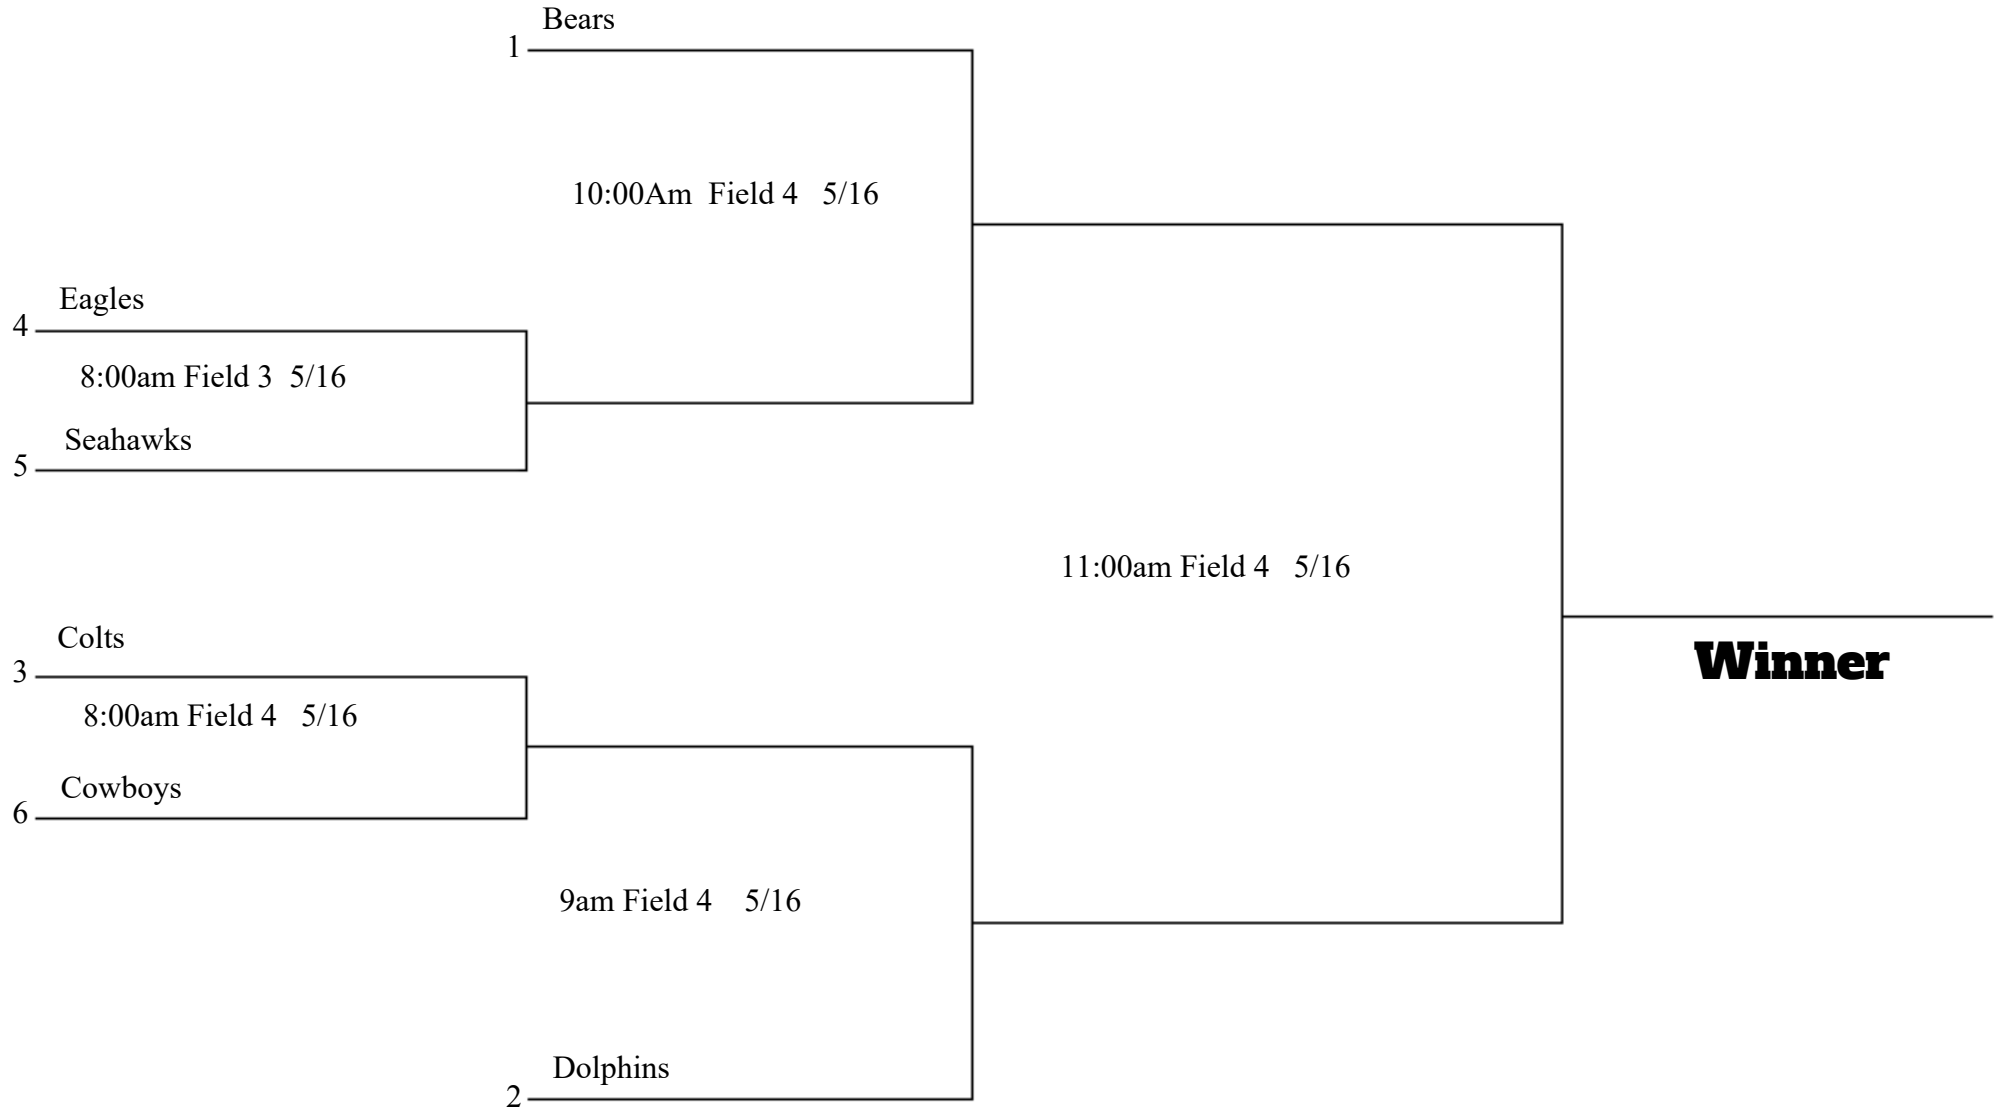 Bears
1
10:00Am Field 4 5/16
Eagles
4
8:00am Field 3 5/16
Seahawks
5
11:00am Field 4 5/16
Colts
3
Winner
8:00am Field 4 5/16
Cowboys
6
9am Field 4 5/16
Dolphins
2